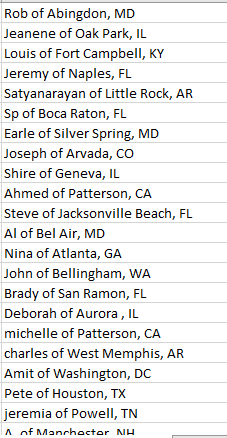 Rob of Abingdon, MD
Jeanene of Oak Park, IL
Louis of Fort Campbell, KY
Jeremy of Naples, FL
Satyanarayan of Little Rock, AR
Sp of Boca Raton, FL
Earle of Silver Spring, MD
Joseph of Arvada, CO
Shire of Geneva, IL
Ahmed of Patterson, CA
Steve of Jacksonville Beach, FL
Al of Bel Air, MD
Nina of Atlanta, GA
John of Bellingham, WA
Brady of San Ramon, FL
Deborah of Aurora , IL
michelle of Patterson, CA
charles of West Memphis, AR
Amit of Washington, DC
Pete of Houston, TX
jeremia of Powell, TN
A. of Manchester, NH